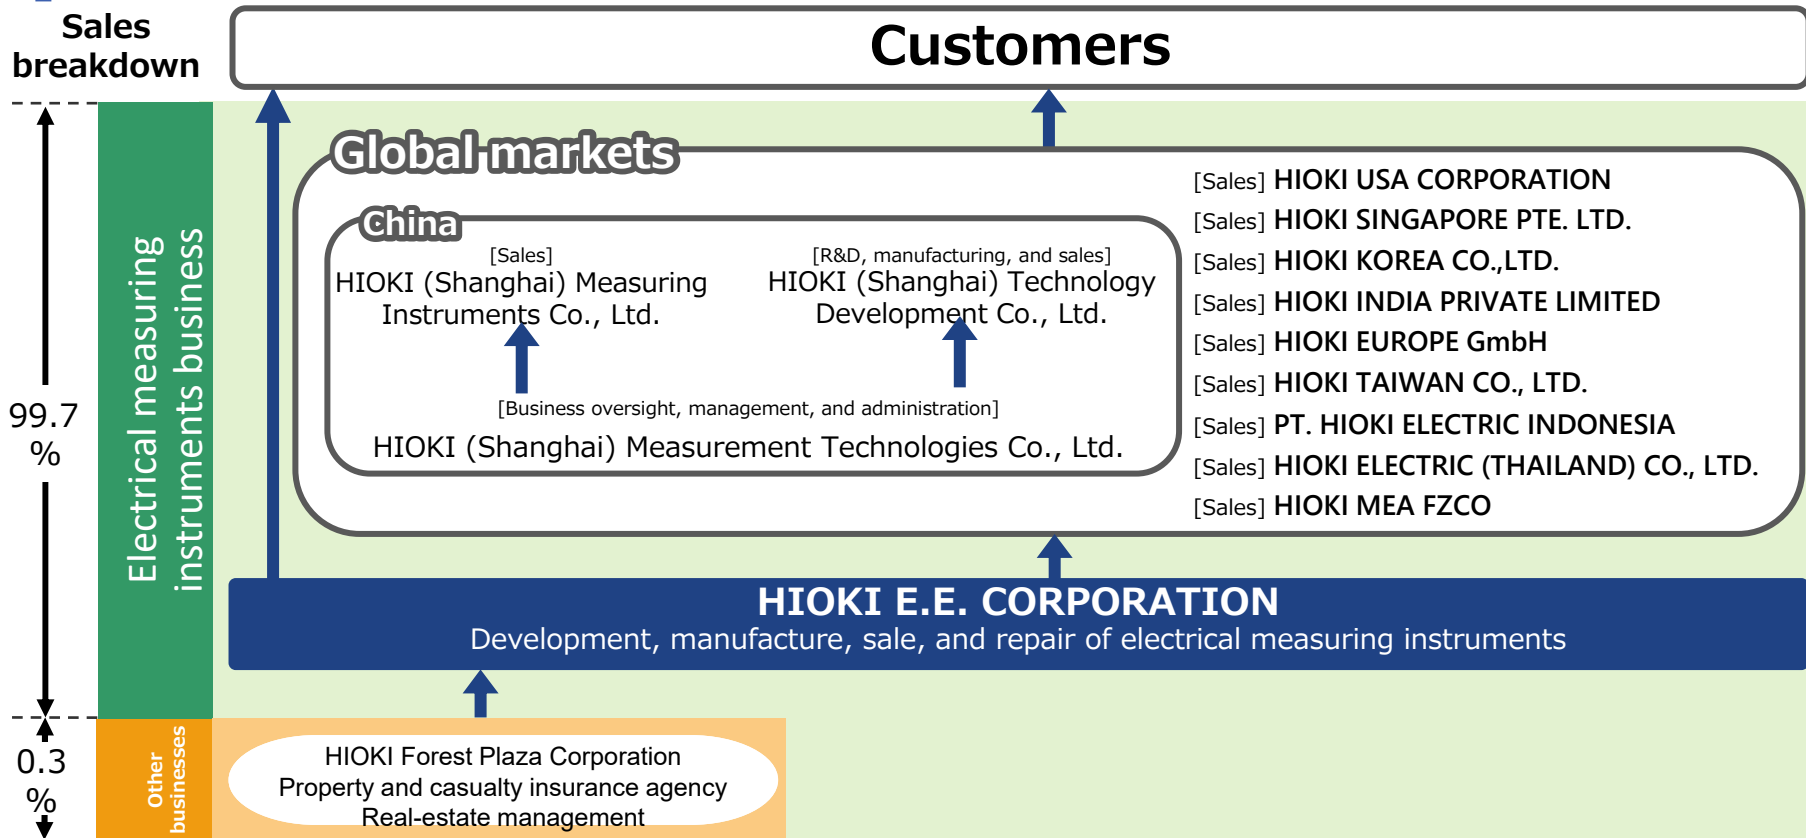 Sales
breakdown
Customers
99.7
%
Electrical measuring
instruments business
Global markets
China
[Sales]
HIOKI (Shanghai) Measuring
Instruments Co., Ltd.
[R&D, manufacturing, and sales]
HIOKI (Shanghai) Technology
Development Co., Ltd.
[Business oversight, management, and administration]
HIOKI (Shanghai) Measurement Technologies Co., Ltd.
[Sales] HIOKI USA CORPORATION
[Sales] HIOKI SINGAPORE PTE. LTD.
[Sales] HIOKI KOREA CO.,LTD.
[Sales] HIOKI INDIA PRIVATE LIMITED
[Sales] HIOKI EUROPE GmbH
[Sales] HIOKI TAIWAN CO., LTD.
[Sales] PT. HIOKI ELECTRIC INDONESIA
[Sales] HIOKI ELECTRIC (THAILAND) CO., LTD.
[Sales] HIOKI MEA FZCO
HIOKI E.E. CORPORATION
Development, manufacture, sale, and repair of electrical measuring instruments
0.3
%
Other
businesses
HIOKI Forest Plaza Corporation
Property and casualty insurance agency
Real-estate management